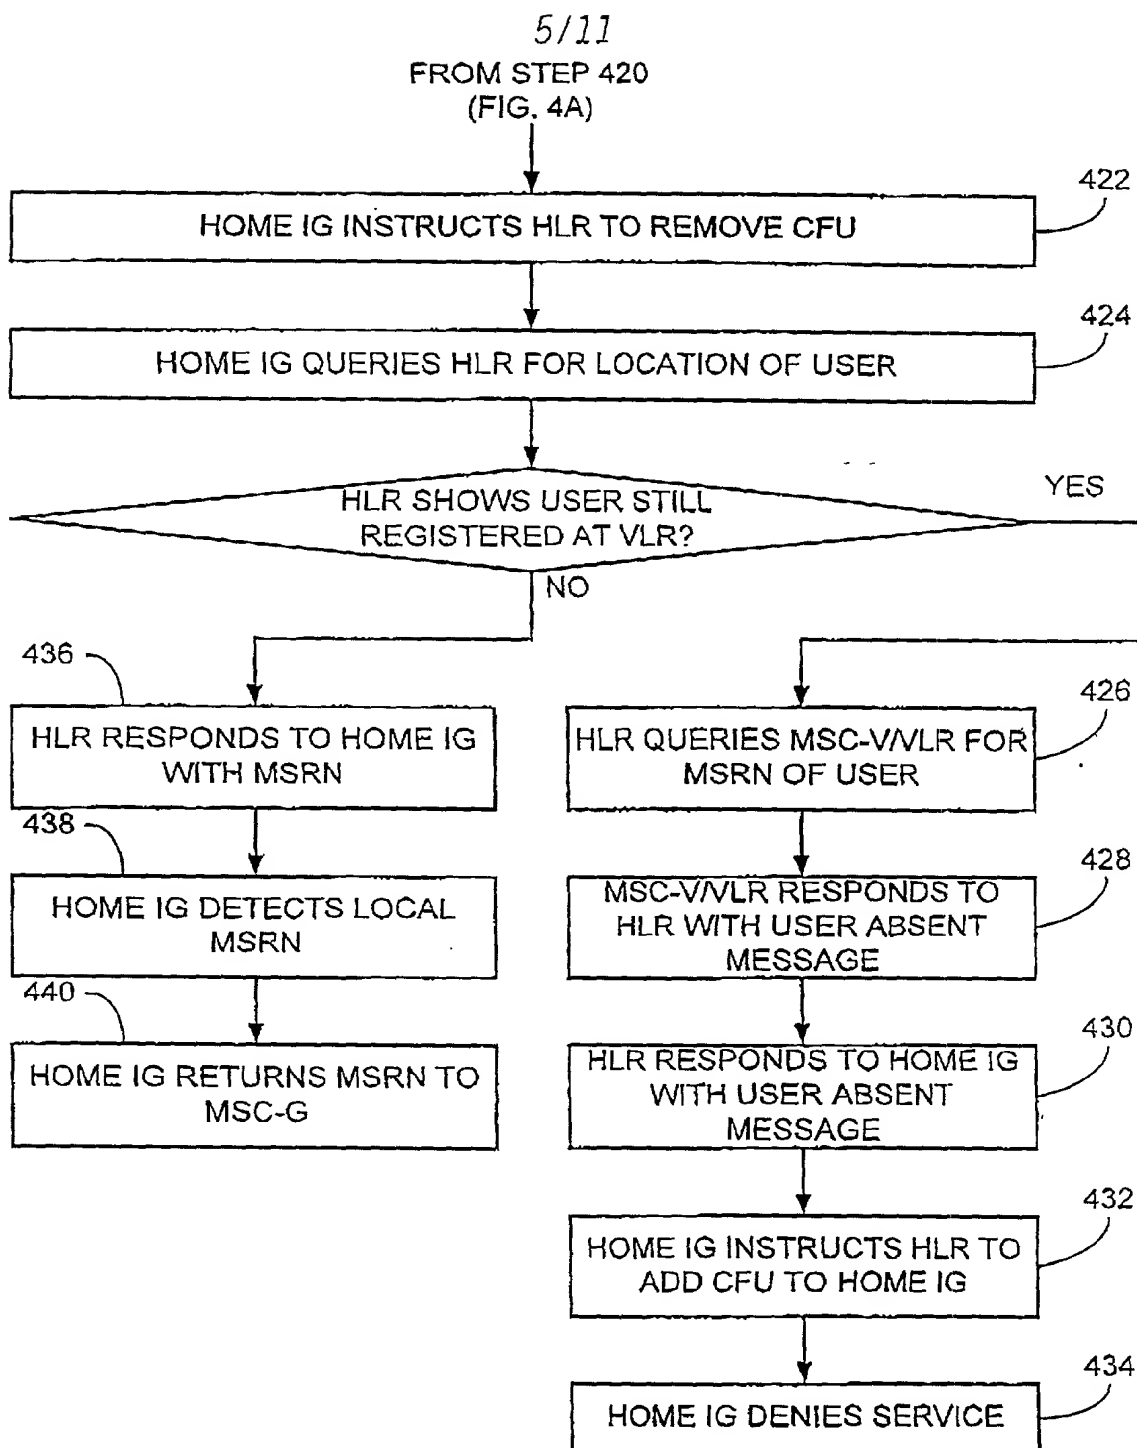 5/11
FROM STEP 420
(FIG. 4A)
422
HOME IG INSTRUCTS HLR TO REMOVE CFU
424
HOME IG QUERIES HLR FOR LOCATION OF USER
YES
HLR SHOWS USER STILL
REGISTERED AT VLR?
NO
436
HLR RESPONDS TO HOME IG
WITH MSRN
438
HOME IG DETECTS LOCAL
MSRN
440
HOME IG RETURNS MSRN TO
MSC-G
426
HLR QUERIES MSC-V/VLR FOR
MSRN OF USER
428
MSC-V/VLR RESPONDS TO
HLR WITH USER ABSENT
MESSAGE
430
HLR RESPONDS TO HOME IG
WITH USER ABSENT
MESSAGE
432
HOME IG INSTRUCTS HLR TO
ADD CFU TO HOME IG
434
HOME IG DENIES SERVICE